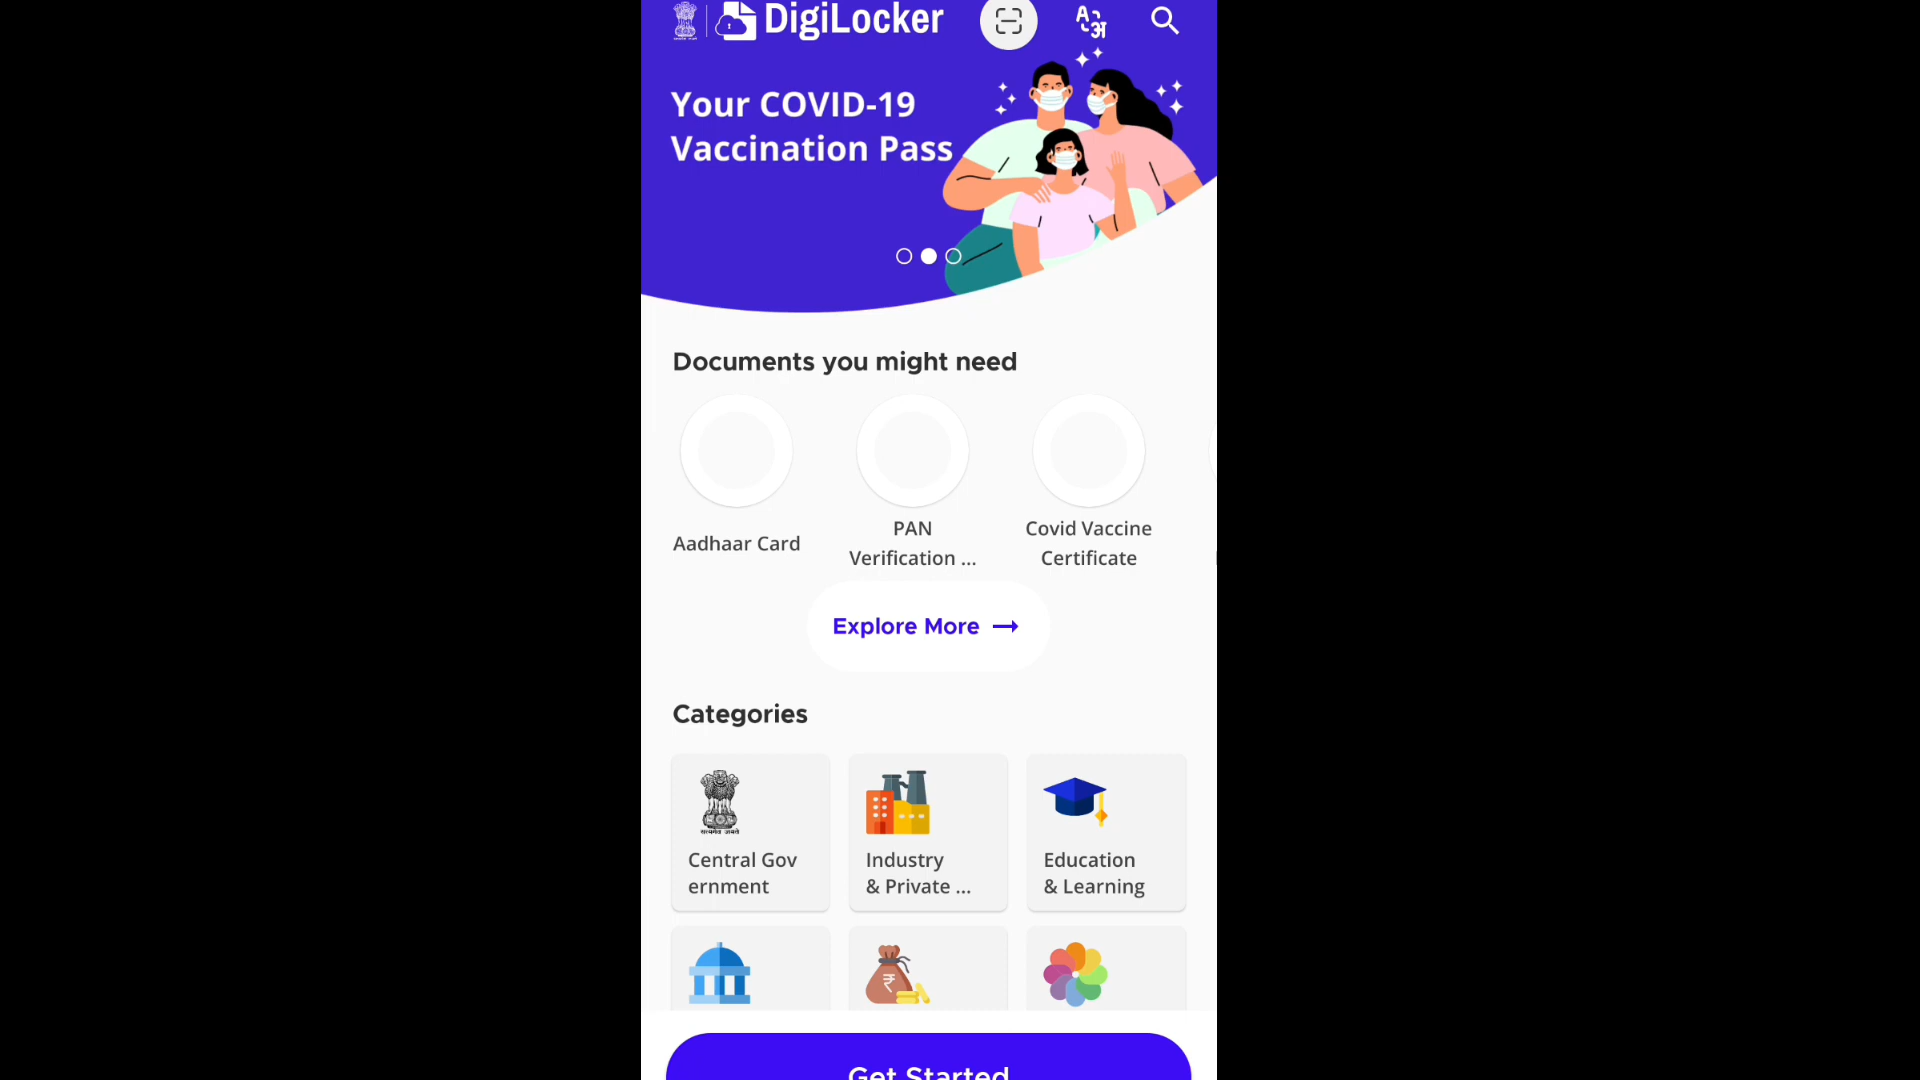 DigiLocker
Your COVID-19
Vaccination Pass
Documents you might need
Aadhaar Card
PAN
Verification ...
Covid Vaccine
Certificate
Explore More
Categories
Central Gov
ernment
Industry
& Private ...
Education
& Learning
Get Started